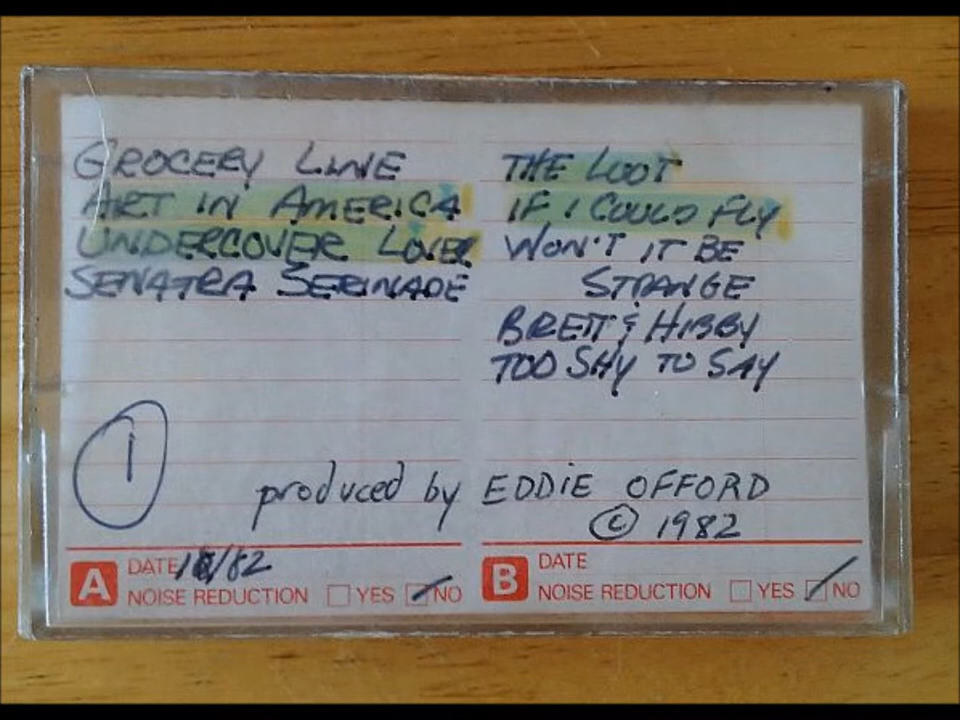 GROCERY LINE
ART IN AMERICA
UNDERCOVER LOVER
SENATRA SERINADE
THE LOOT
IF I COULD FLY
WON'T IT BE
STRANGE
BRETT & HIBBY
TOO SHY TO SAY
1
produced by EDDIE OFFORD
© 1982
A DATE
NOISE REDUCTION YES NO
B DATE
NOISE REDUCTION YES NO